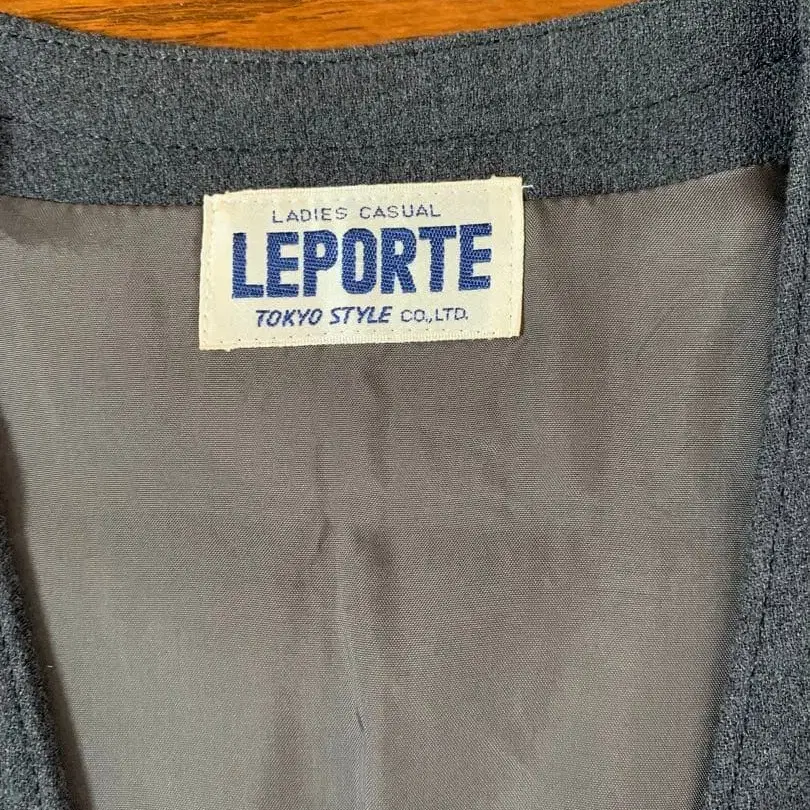 LADIES CASUAL
LEPORTE
TOKYO STYLE CO.,LTD.